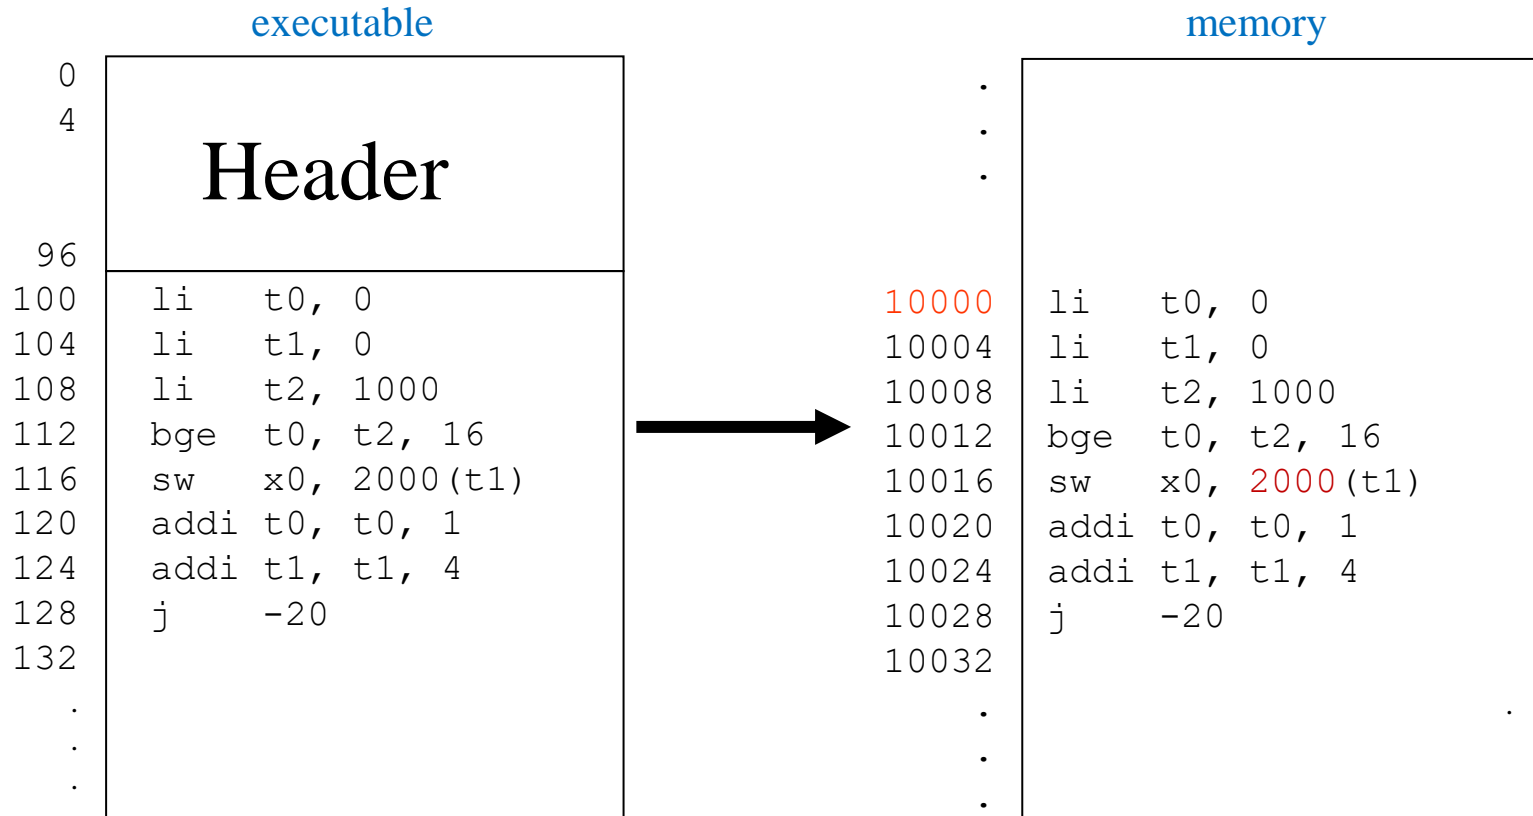 executable memory
0 .
4 Header .
.
96
100 li t0, 0 10000 li t0, 0
104 li t1, 0 10004 li t1, 0
108 li t2, 1000 10008 li t2, 1000
112 bge t0, t2, 16 10012 bge t0, t2, 16
116 sw x0, 2000(t1) 10016 sw x0, 2000(t1)
120 addi t0, t0, 1 10020 addi t0, t0, 1
124 addi t1, t1, 4 10024 addi t1, t1, 4
128 j -20 10028 j -20
132 10032
. . .
. .
. .